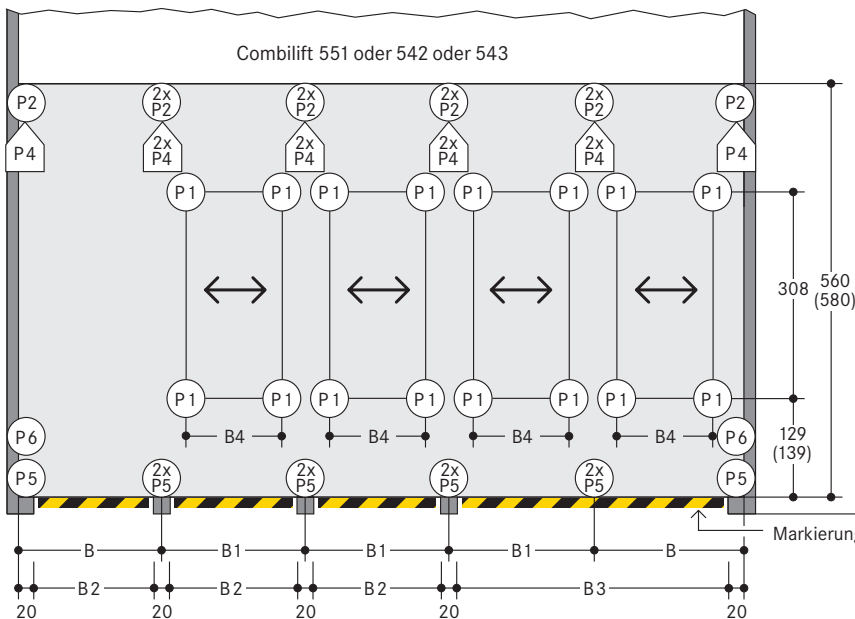 Combilift 551 oder 542 oder 543
P2 2x P2 2x P2 2x P2 2x P2 P2
P4 2x P4 2x P4 2x P4 2x P4 P4
P1 P1 P1 P1 P1 P1 P1 P1
308 560 (580)
P1 P1 P1 P1 P1 P1 P1 P1
P6 B4 B4 B4 B4 P6 129 (139)
P5 2x P5 2x P5 2x P5 2x P5 P5
Markierung
B B1 B1 B1 B
B2 B2 B2 B3
20 20 20 20 20